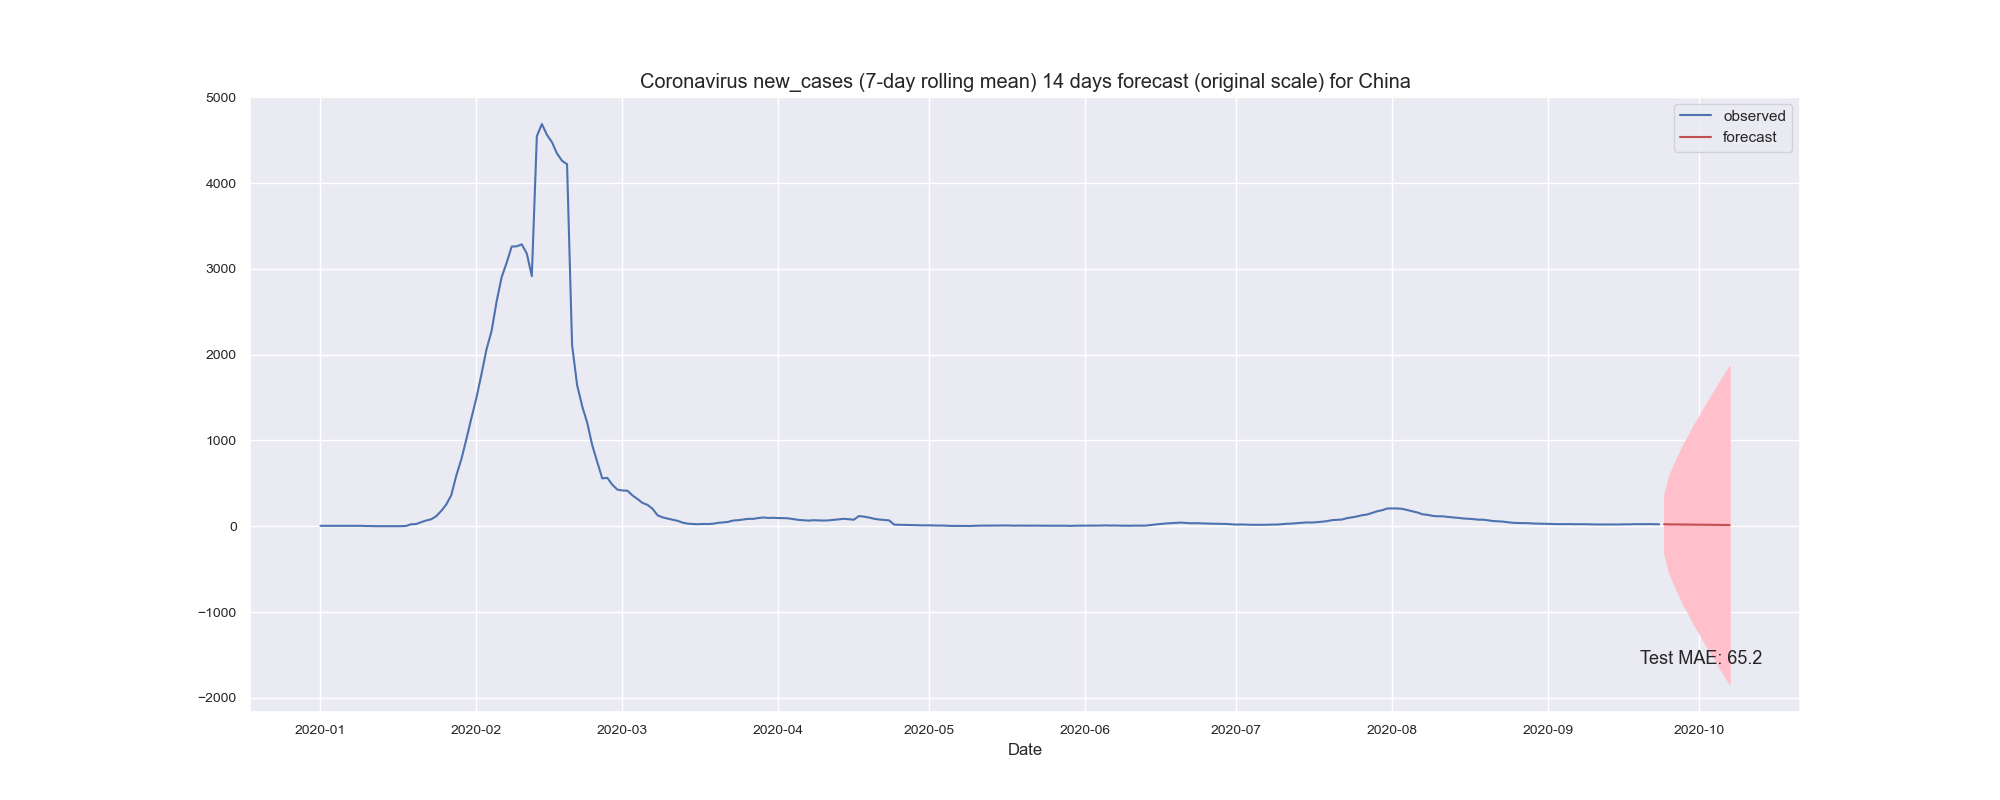 Coronavirus new_cases (7-day rolling mean) 14 days forecast (original scale) for China
observed
forecast
5000
4000
3000
2000
1000
0
−1000
−2000
Test MAE: 65.2
2020-01 2020-02 2020-03 2020-04 2020-05 2020-06 2020-07 2020-08 2020-09 2020-10
Date